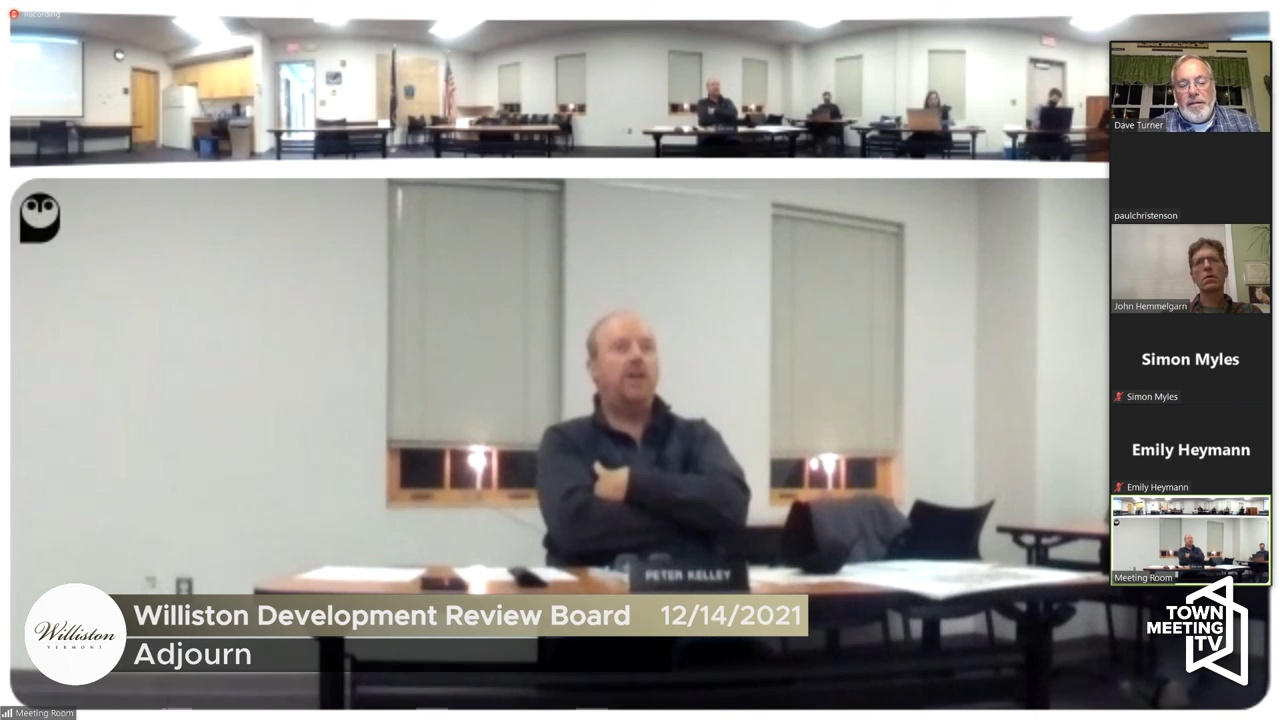 Recording
Dave Turner
paulchristenson
John Hemmelgarn
Simon Myles
Simon Myles
Emily Heymann
Emily Heymann
Meeting Room
PETER KELLEY
Williston Development Review Board 12/14/2021
Adjourn
Williston
VERMONT
TOWN
MEETING
TV
Meeting Room